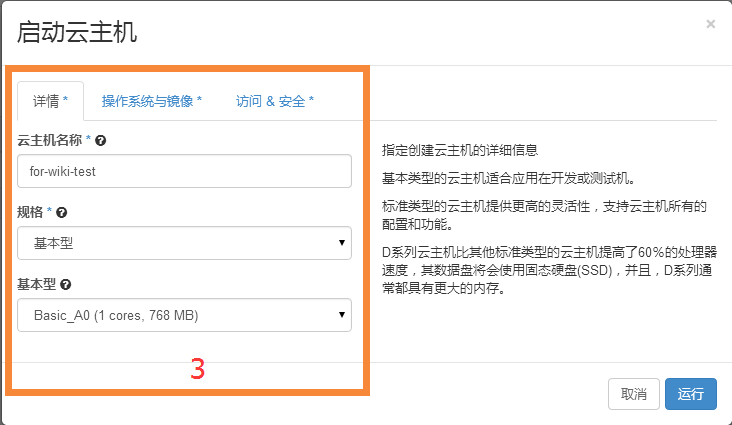 启动云主机
×
详情 * 操作系统与镜像 * 访问 & 安全 *
云主机名称 *
for-wiki-test
规格 *
基本型
基本型
Basic_A0 (1 cores, 768 MB)
3
指定创建云主机的详细信息
基本类型的云主机适合应用在开发或测试机。
标准类型的云主机提供更高的灵活性，支持云主机所有的
配置和功能。
D系列云主机比其他标准类型的云主机提高了60%的处理器
速度，其数据盘将会使用固态硬盘(SSD)，并且，D系列通
常都具有更大的内存。
取消 运行